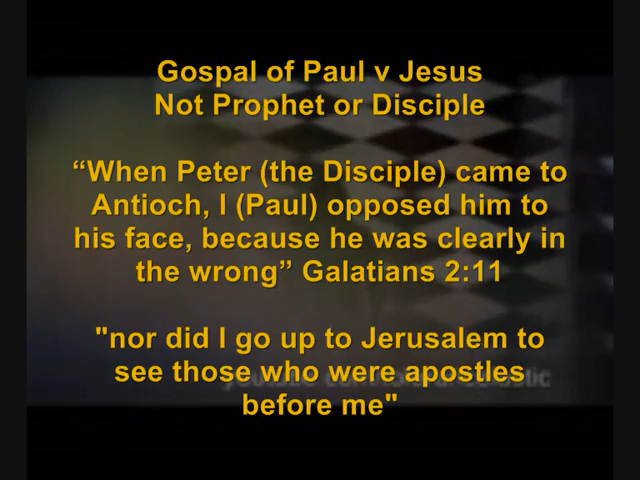 Gospal of Paul v Jesus
Not Prophet or Disciple
“When Peter (the Disciple) came to
Antioch, I (Paul) opposed him to
his face, because he was clearly in
the wrong” Galatians 2:11
"nor did I go up to Jerusalem to
see those who were apostles
before me"